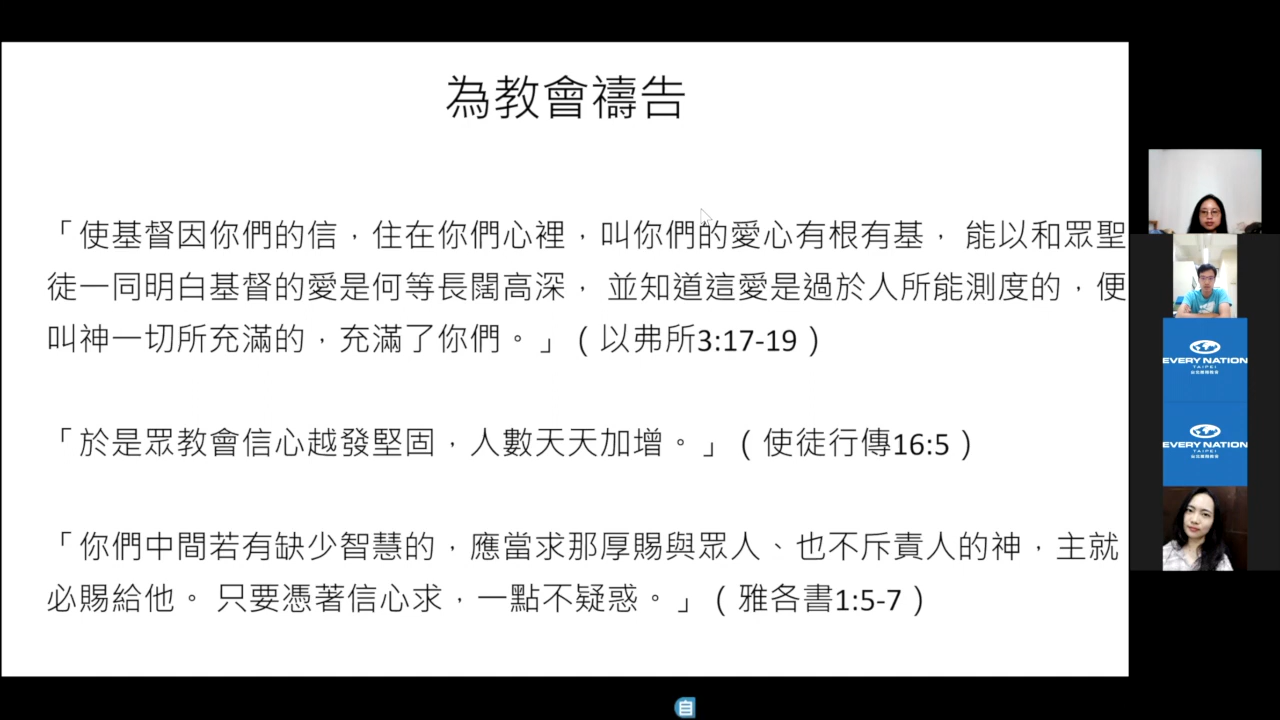 為教會禱告
「使基督因你們的信，住在你們心裡，叫你們的愛心有根有基， 能以和眾聖
徒一同明白基督的愛是何等長闊高深， 並知道這愛是過於人所能測度的，便
叫神一切所充滿的，充滿了你們。」（以弗所3:17-19）
「於是眾教會信心越發堅固，人數天天加增。」（使徒行傳16:5）
「你們中間若有缺少智慧的，應當求那厚賜與眾人、也不斥責人的神，主就
必賜給他。 只要憑著信心求，一點不疑惑。」（雅各書1:5-7）
EVERY NATION
TAIPEI
EVERY NATION
TAIPEI